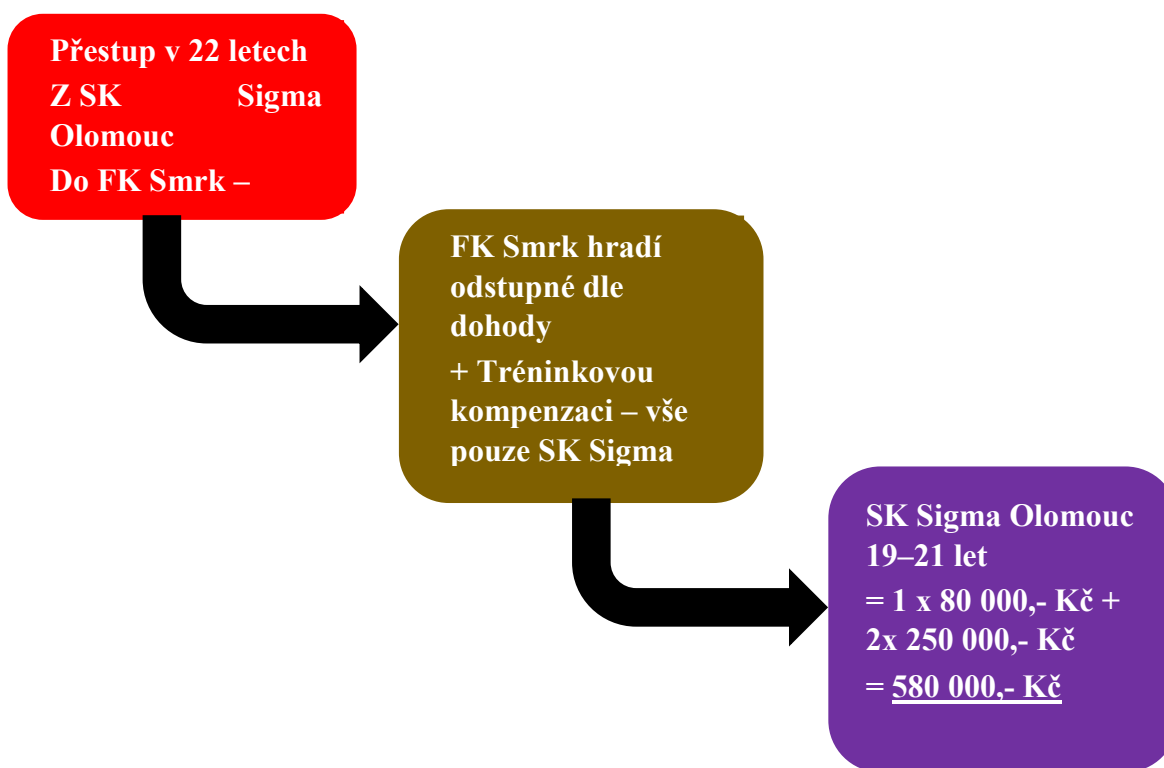 Přestup v 22 letech
Z SK Sigma
Olomouc
Do FK Smrk –
FK Smrk hradí
odstupné dle
dohody
+ Tréninkovou
kompenzaci – vše
pouze SK Sigma
SK Sigma Olomouc
19–21 let
= 1 x 80 000,- Kč +
2x 250 000,- Kč
= 580 000,- Kč